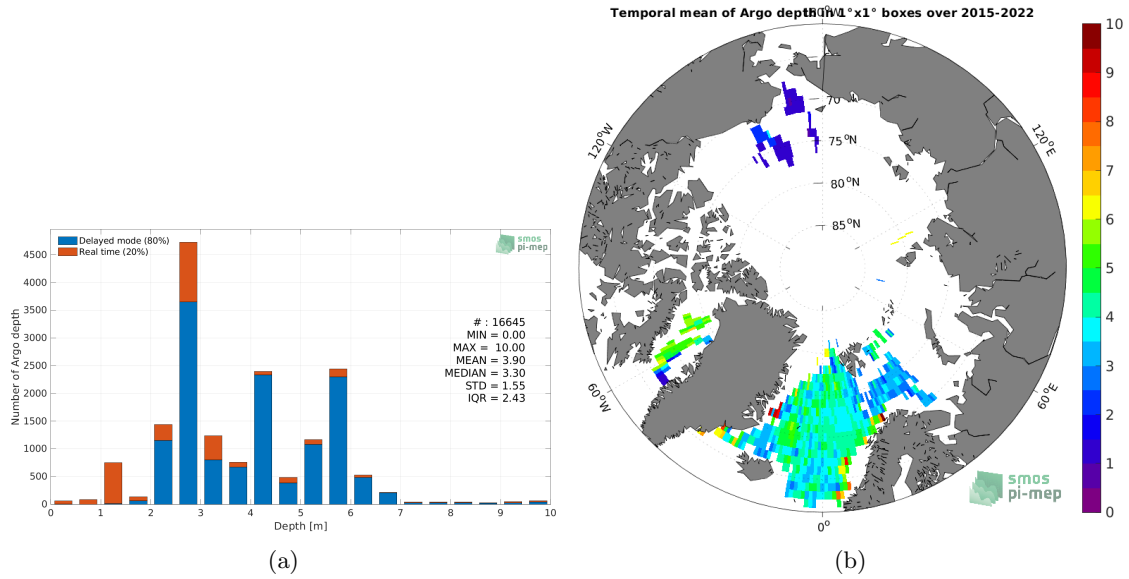 Delayed mode (80%)
Real time (20%)
smos
pi-mep
4500
4000
3500
3000
2500
2000
1500
1000
500
0
Number of Argo depth
# : 16645
MIN = 0.00
MAX = 10.00
MEAN = 3.90
MEDIAN = 3.30
STD = 1.55
IQR = 2.43
0 1 2 3 4 5 6 7 8 9 10
Depth [m]
(a)
Temporal mean of Argo depth in 1°x1° boxes over 2015-2022
180°W
120°W
120°E
70°N
75°N
80°N
85°N
60°W
60°E
0°
smos
pi-mep
10
9
8
7
6
5
4
3
2
1
0
(b)